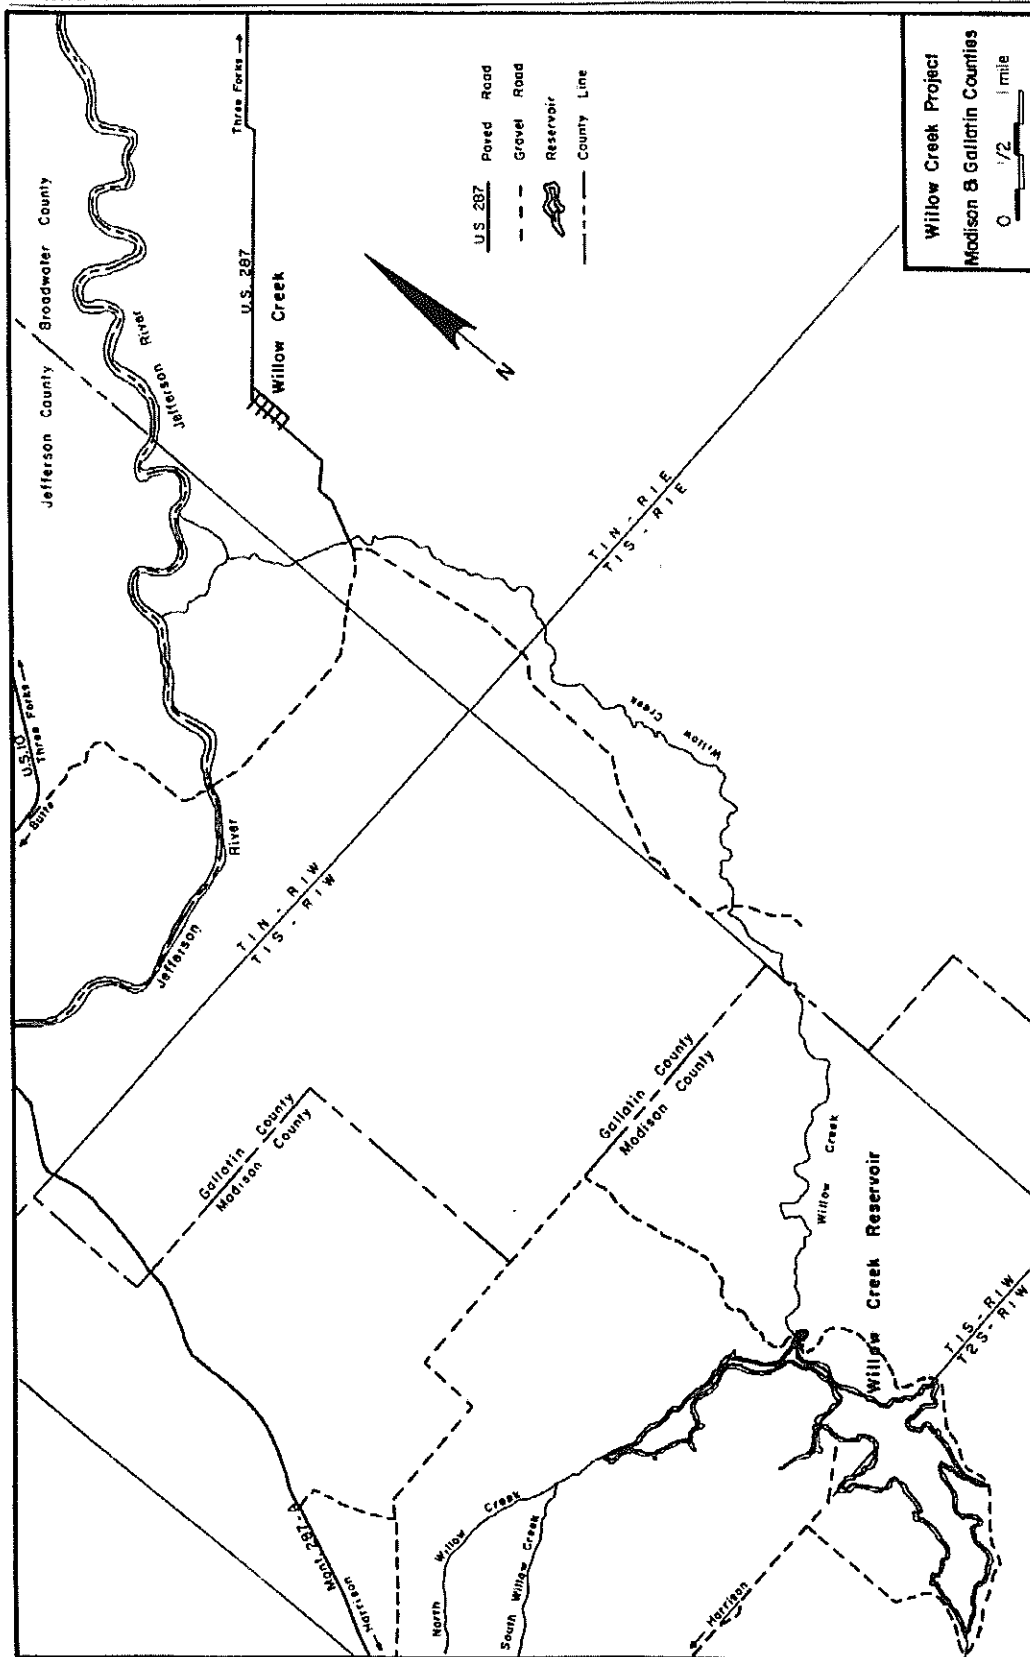 Jefferson County
Broadwater County
Three Forks
Jefferson River
U.S. 287
Willow Creek
U.S. 287 Paved Road
Gravel Road
Reservoir
County Line
N
Willow Creek Project
Madison & Gallatin Counties
0 1/2 1 mile
U.S. 10
Three Forks
Butte
River
Jefferson
T1N - R1W
T1S - R1W
T1N - R1E
T1S - R1E
Willow Creek
Gallatin County
Madison County
Gallatin County
Madison County
Willow Creek
Willow Creek Reservoir
T1S - R1W
T2S - R1W
Mont. 287-A
Harrison
North Willow Creek
South Willow Creek
Harrison